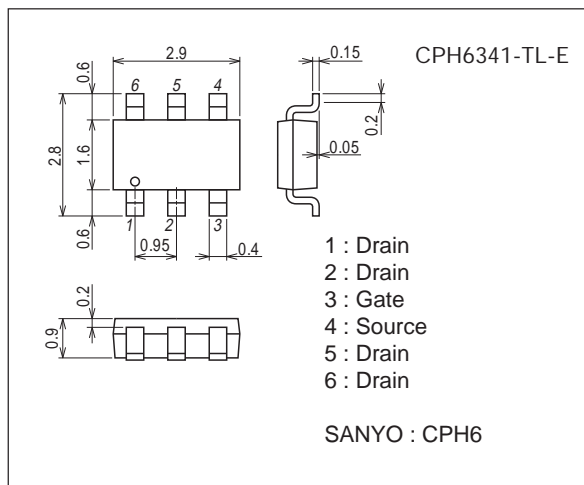 CPH6341-TL-E
2.9
0.15
0.6
6
5
4
0.2
2.8
1.6
0.05
0.6
1
2
3
0.95
0.4
1 : Drain
2 : Drain
3 : Gate
4 : Source
5 : Drain
6 : Drain
0.2
0.9
SANYO : CPH6